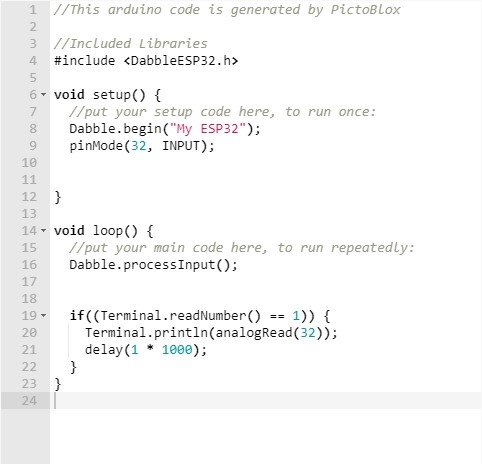 1 //This arduino code is generated by PictoBlox
2
3 //Included Libraries
4 #include <DabbleESP32.h>
5
6 void setup() {
7 //put your setup code here, to run once:
8 Dabble.begin("My ESP32");
9 pinMode(32, INPUT);
10
11
12 }
13
14 void loop() {
15 //put your main code here, to run repeatedly:
16 Dabble.processInput();
17
18
19 if((Terminal.readNumber() == 1)) {
20 Terminal.println(analogRead(32));
21 delay(1 * 1000);
22 }
23 }
24